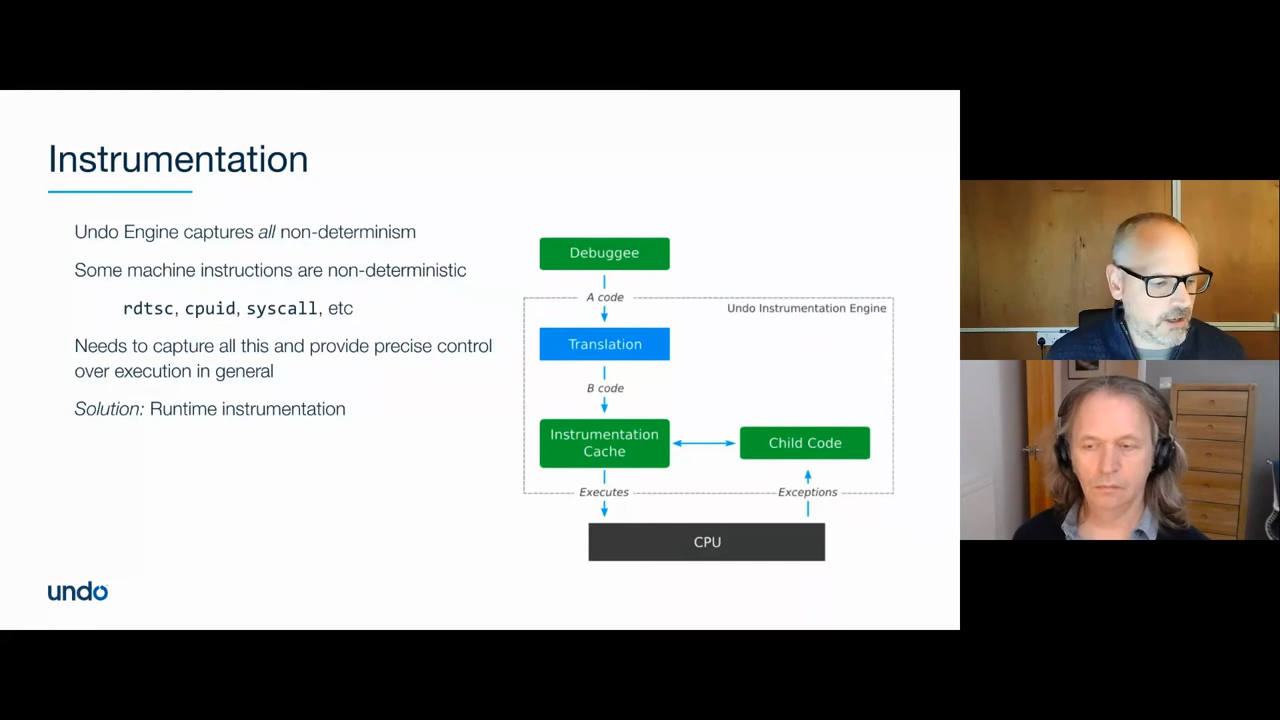 Instrumentation
Undo Engine captures all non-determinism
Some machine instructions are non-deterministic
rdtsc, cpuid, syscall, etc
Needs to capture all this and provide precise control
over execution in general
Solution: Runtime instrumentation
Debuggee
A code
Undo Instrumentation Engine
Translation
B code
Instrumentation
Cache
Child Code
Executes
Exceptions
CPU
undo